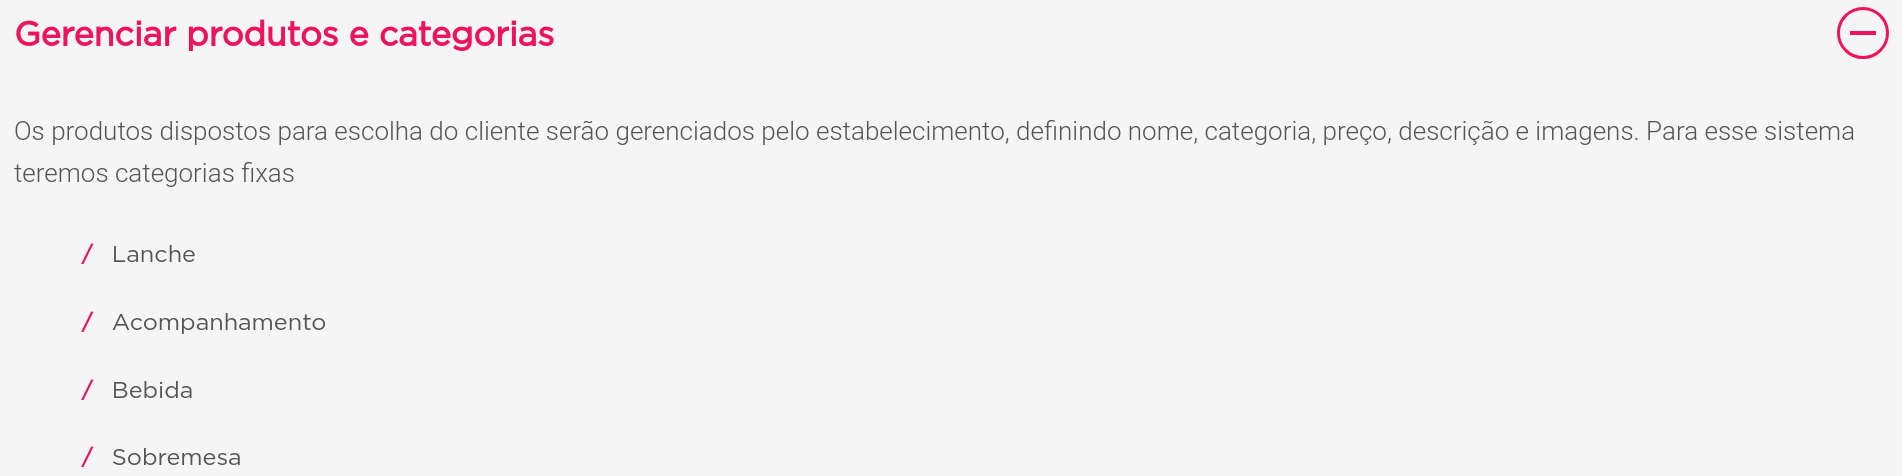 Gerenciar produtos e categorias
Os produtos dispostos para escolha do cliente serão gerenciados pelo estabelecimento, definindo nome, categoria, preço, descrição e imagens. Para esse sistema
teremos categorias fixas
/ Lanche
/ Acompanhamento
/ Bebida
/ Sobremesa